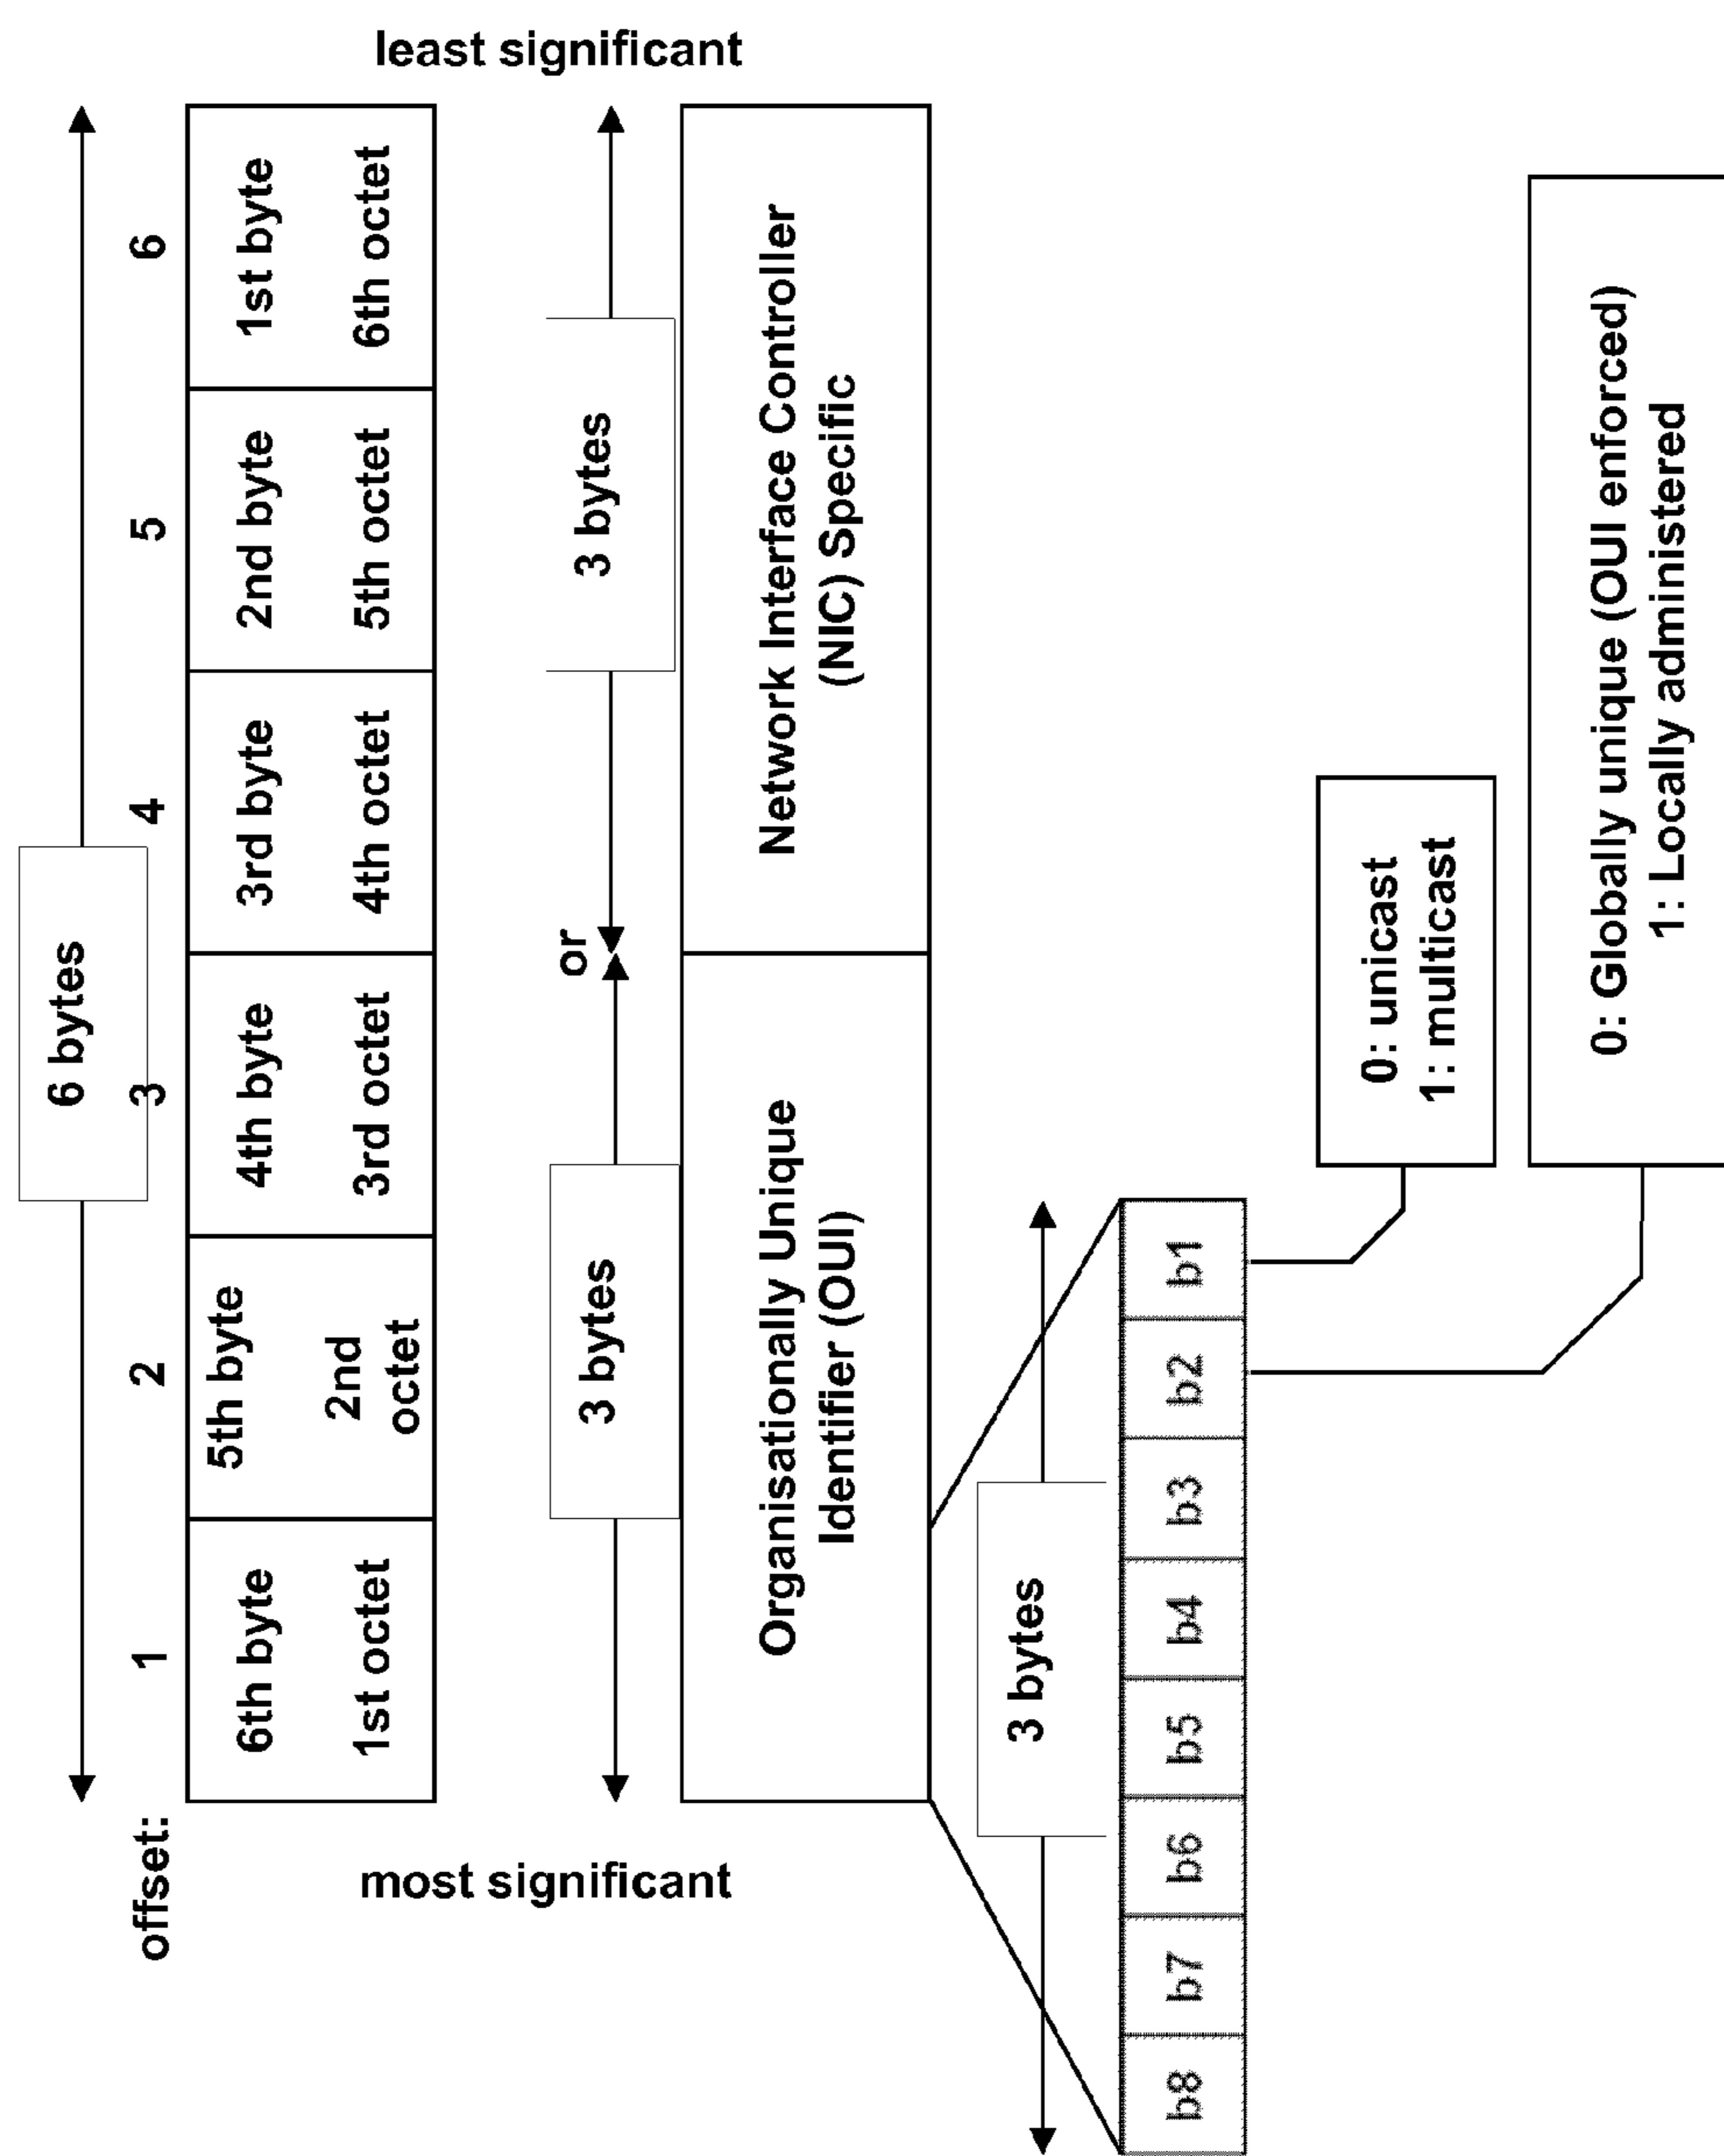 6 bytes
offset:
1
2
3
4
5
6
6th byte
1st octet
5th byte
2nd
octet
4th byte
3rd octet
3rd byte
4th octet
2nd byte
5th octet
1st byte
6th octet
most significant
least significant
3 bytes
or
3 bytes
Organisationally Unique
Identifier (OUI)
Network Interface Controller
(NIC) Specific
3 bytes
b8
b7
b6
b5
b4
b3
b2
b1
0: unicast
1: multicast
0: Globally unique (OUI enforced)
1: Locally administered